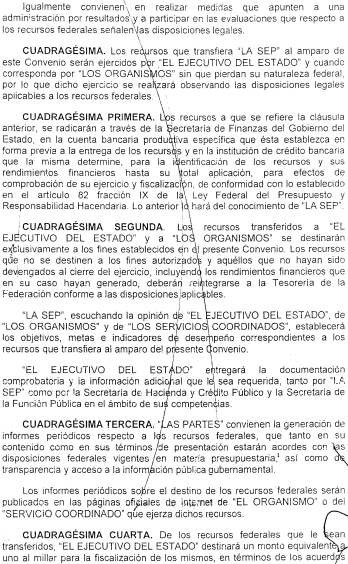 Igualmente convienen en realizar medidas que apunten a una
administración por resultados y a participar en las evaluaciones que respecto a
los recursos federales señalen las disposiciones legales.
CUADRAGÉSIMA. Los recursos que transfiera "LA SEP" al amparo de
este Convenio serán ejercidos por "EL EJECUTIVO DEL ESTADO" y cuando
corresponda por "LOS ORGANISMOS" sin que pierdan su naturaleza federal,
por lo que dicho ejercicio se realizará observando las disposiciones legales
aplicables a los recursos federales.
CUADRAGÉSIMA PRIMERA. Los recursos a que se refiere la cláusula
anterior, se radicarán a través de la Secretaría de Finanzas del Gobierno del
Estado, en la cuenta bancaria productiva específica que ésta establezca en
forma previa a la entrega de los recursos y en la institución de crédito bancaria
que la misma determine, para la identificación de los recursos y sus
rendimientos financieros hasta su total aplicación, para efectos de
comprobación de su ejercicio y fiscalización, de conformidad con lo establecido
en el artículo 82 fracción IX de la Ley Federal del Presupuesto y
Responsabilidad Hacendaria. Lo anterior lo hará del conocimiento de "LA SEP".
CUADRAGÉSIMA SEGUNDA. Los recursos transferidos a "EL
EJECUTIVO DEL ESTADO" y a "LOS ORGANISMOS" se destinarán
exclusivamente a los fines establecidos en el presente Convenio. Los recursos
que no se destinen a los fines autorizados y aquéllos que no hayan sido
devengados al cierre del ejercicio, incluyendo los rendimientos financieros que
en su caso hayan generado, deberán reintegrarse a la Tesorería de la
Federación conforme a las disposiciones aplicables.
"LA SEP", escuchando la opinión de "EL EJECUTIVO DEL ESTADO", de
"LOS ORGANISMOS" y de "LOS SERVICIOS COORDINADOS", establecerá
los objetivos, metas e indicadores de desempeño correspondientes a los
recursos que transfiera al amparo del presente Convenio.
"EL EJECUTIVO DEL ESTADO" entregará la documentación
comprobatoria y la información adicional que le sea requerida, tanto por "LA
SEP" como por la Secretaría de Hacienda y Crédito Público y la Secretaría de
la Función Pública en el ámbito de sus competencias.
CUADRAGÉSIMA TERCERA. "LAS PARTES" convienen la generación de
informes periódicos respecto a los recursos federales, que tanto en su
contenido como en sus términos de presentación estarán acordes con las
disposiciones federales vigentes en materia presupuestaria, así como de
transparencia y acceso a la información pública gubernamental.
Los informes periódicos sobre el destino de los recursos federales serán
publicados en las páginas oficiales de internet de "EL ORGANISMO" o del
"SERVICIO COORDINADO" que ejerza dichos recursos.
CUADRAGÉSIMA CUARTA. De los recursos federales que le sean
transferidos, "EL EJECUTIVO DEL ESTADO" destinará un monto equivalente a
uno al millar para la fiscalización de los mismos, en términos de los acuerdos